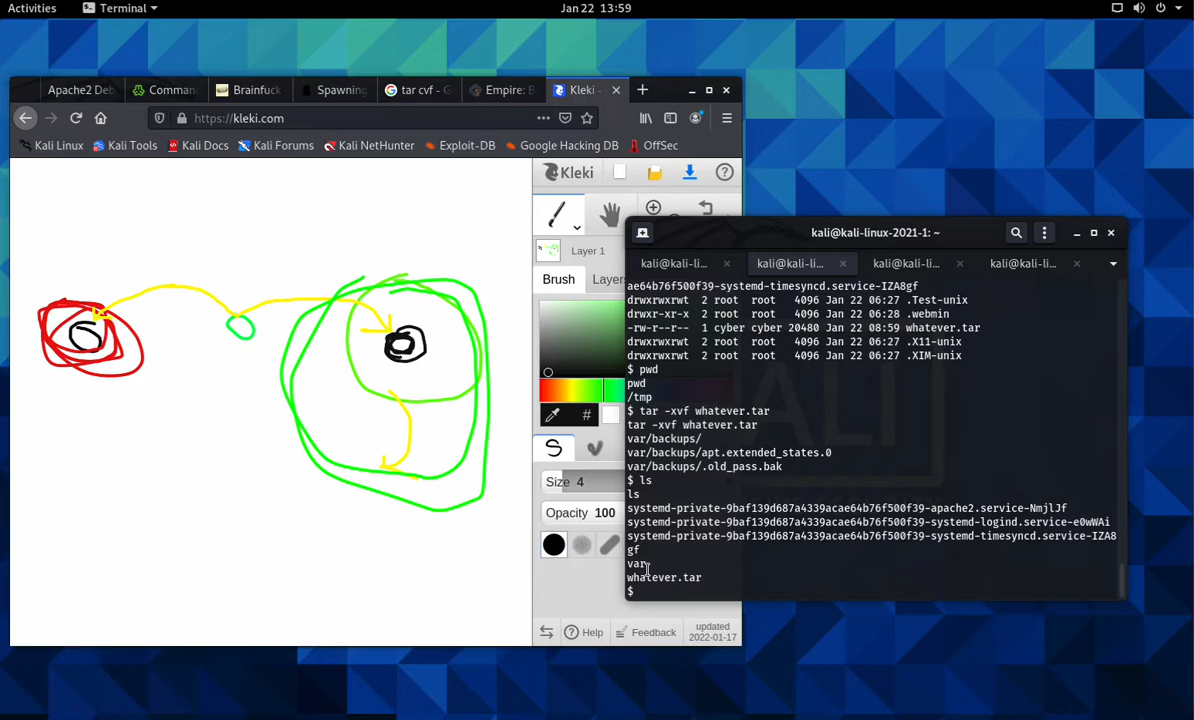 Activities
Terminal
Jan 22 13:59
Apache2 Deb
Comman
Brainfuck
Spawning
tar cvf - G
Empire: B
Kleki -
https://kleki.com
Kali Linux
Kali Tools
Kali Docs
Kali Forums
Kali NetHunter
Exploit-DB
Google Hacking DB
OffSec
Kleki
Layer 1
Brush
Layers
#
Size 4
Opacity 100
Help
Feedback
updated
2022-01-17
kali@kali-linux-2021-1: ~
kali@kali-li...
kali@kali-li...
kali@kali-li...
kali@kali-li...
ae64b76f500f39-systemd-timesyncd.service-IZA8gf
drwxrwxrwt 2 root root 4096 Jan 22 06:27 .Test-unix
drwxr-xr-x 2 root root 4096 Jan 22 06:28 .webmin
-rw-r--r-- 1 cyber cyber 20480 Jan 22 08:59 whatever.tar
drwxrwxrwt 2 root root 4096 Jan 22 06:27 .X11-unix
drwxrwxrwt 2 root root 4096 Jan 22 06:27 .XIM-unix
$ pwd
pwd
/tmp
$ tar -xvf whatever.tar
tar -xvf whatever.tar
var/backups/
var/backups/apt.extended_states.0
var/backups/.old_pass.bak
$ ls
ls
systemd-private-9baf139d687a4339acae64b76f500f39-apache2.service-NmjlJf
systemd-private-9baf139d687a4339acae64b76f500f39-systemd-logind.service-e0wWAi
systemd-private-9baf139d687a4339acae64b76f500f39-systemd-timesyncd.service-IZA8
gf
var
whatever.tar
$